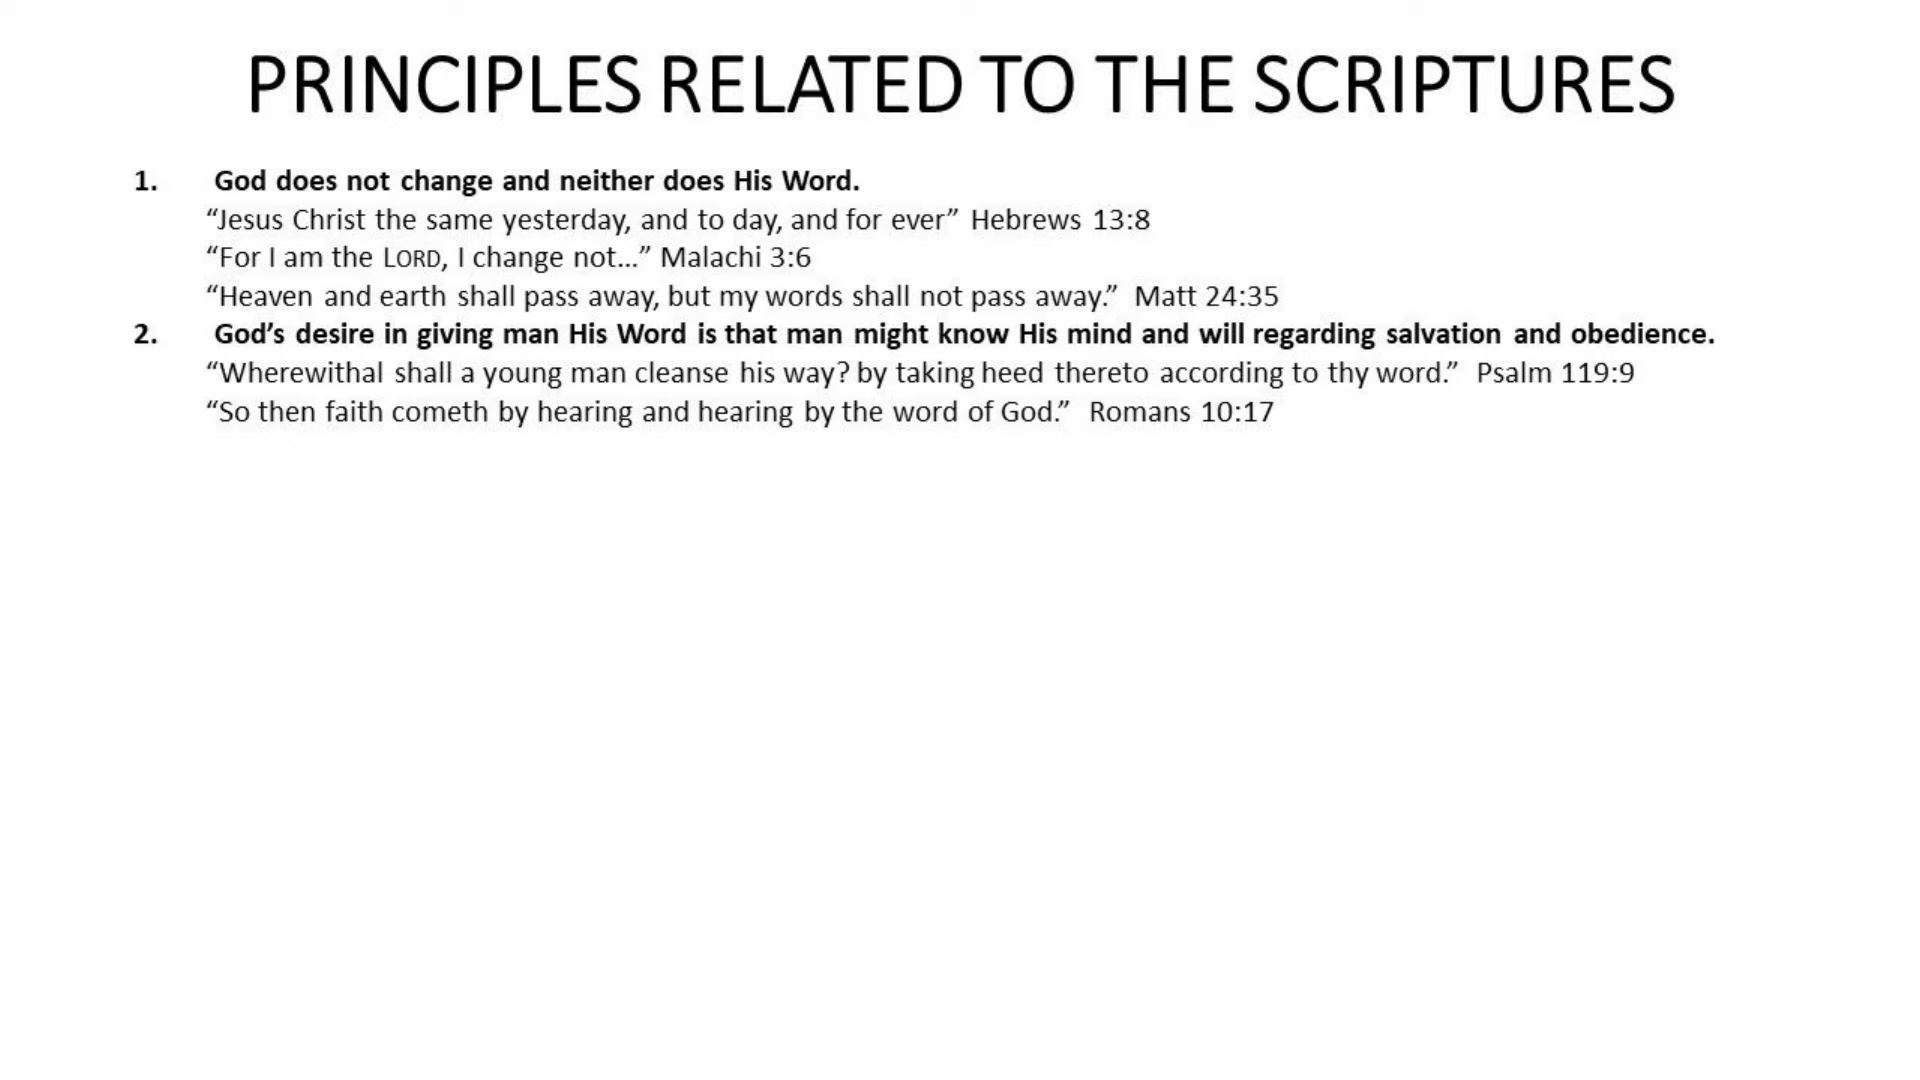 PRINCIPLES RELATED TO THE SCRIPTURES
1. God does not change and neither does His Word.
“Jesus Christ the same yesterday, and to day, and for ever” Hebrews 13:8
“For I am the LORD, I change not…” Malachi 3:6
“Heaven and earth shall pass away, but my words shall not pass away.” Matt 24:35
2. God’s desire in giving man His Word is that man might know His mind and will regarding salvation and obedience.
“Wherewithal shall a young man cleanse his way? by taking heed thereto according to thy word.” Psalm 119:9
“So then faith cometh by hearing and hearing by the word of God.” Romans 10:17